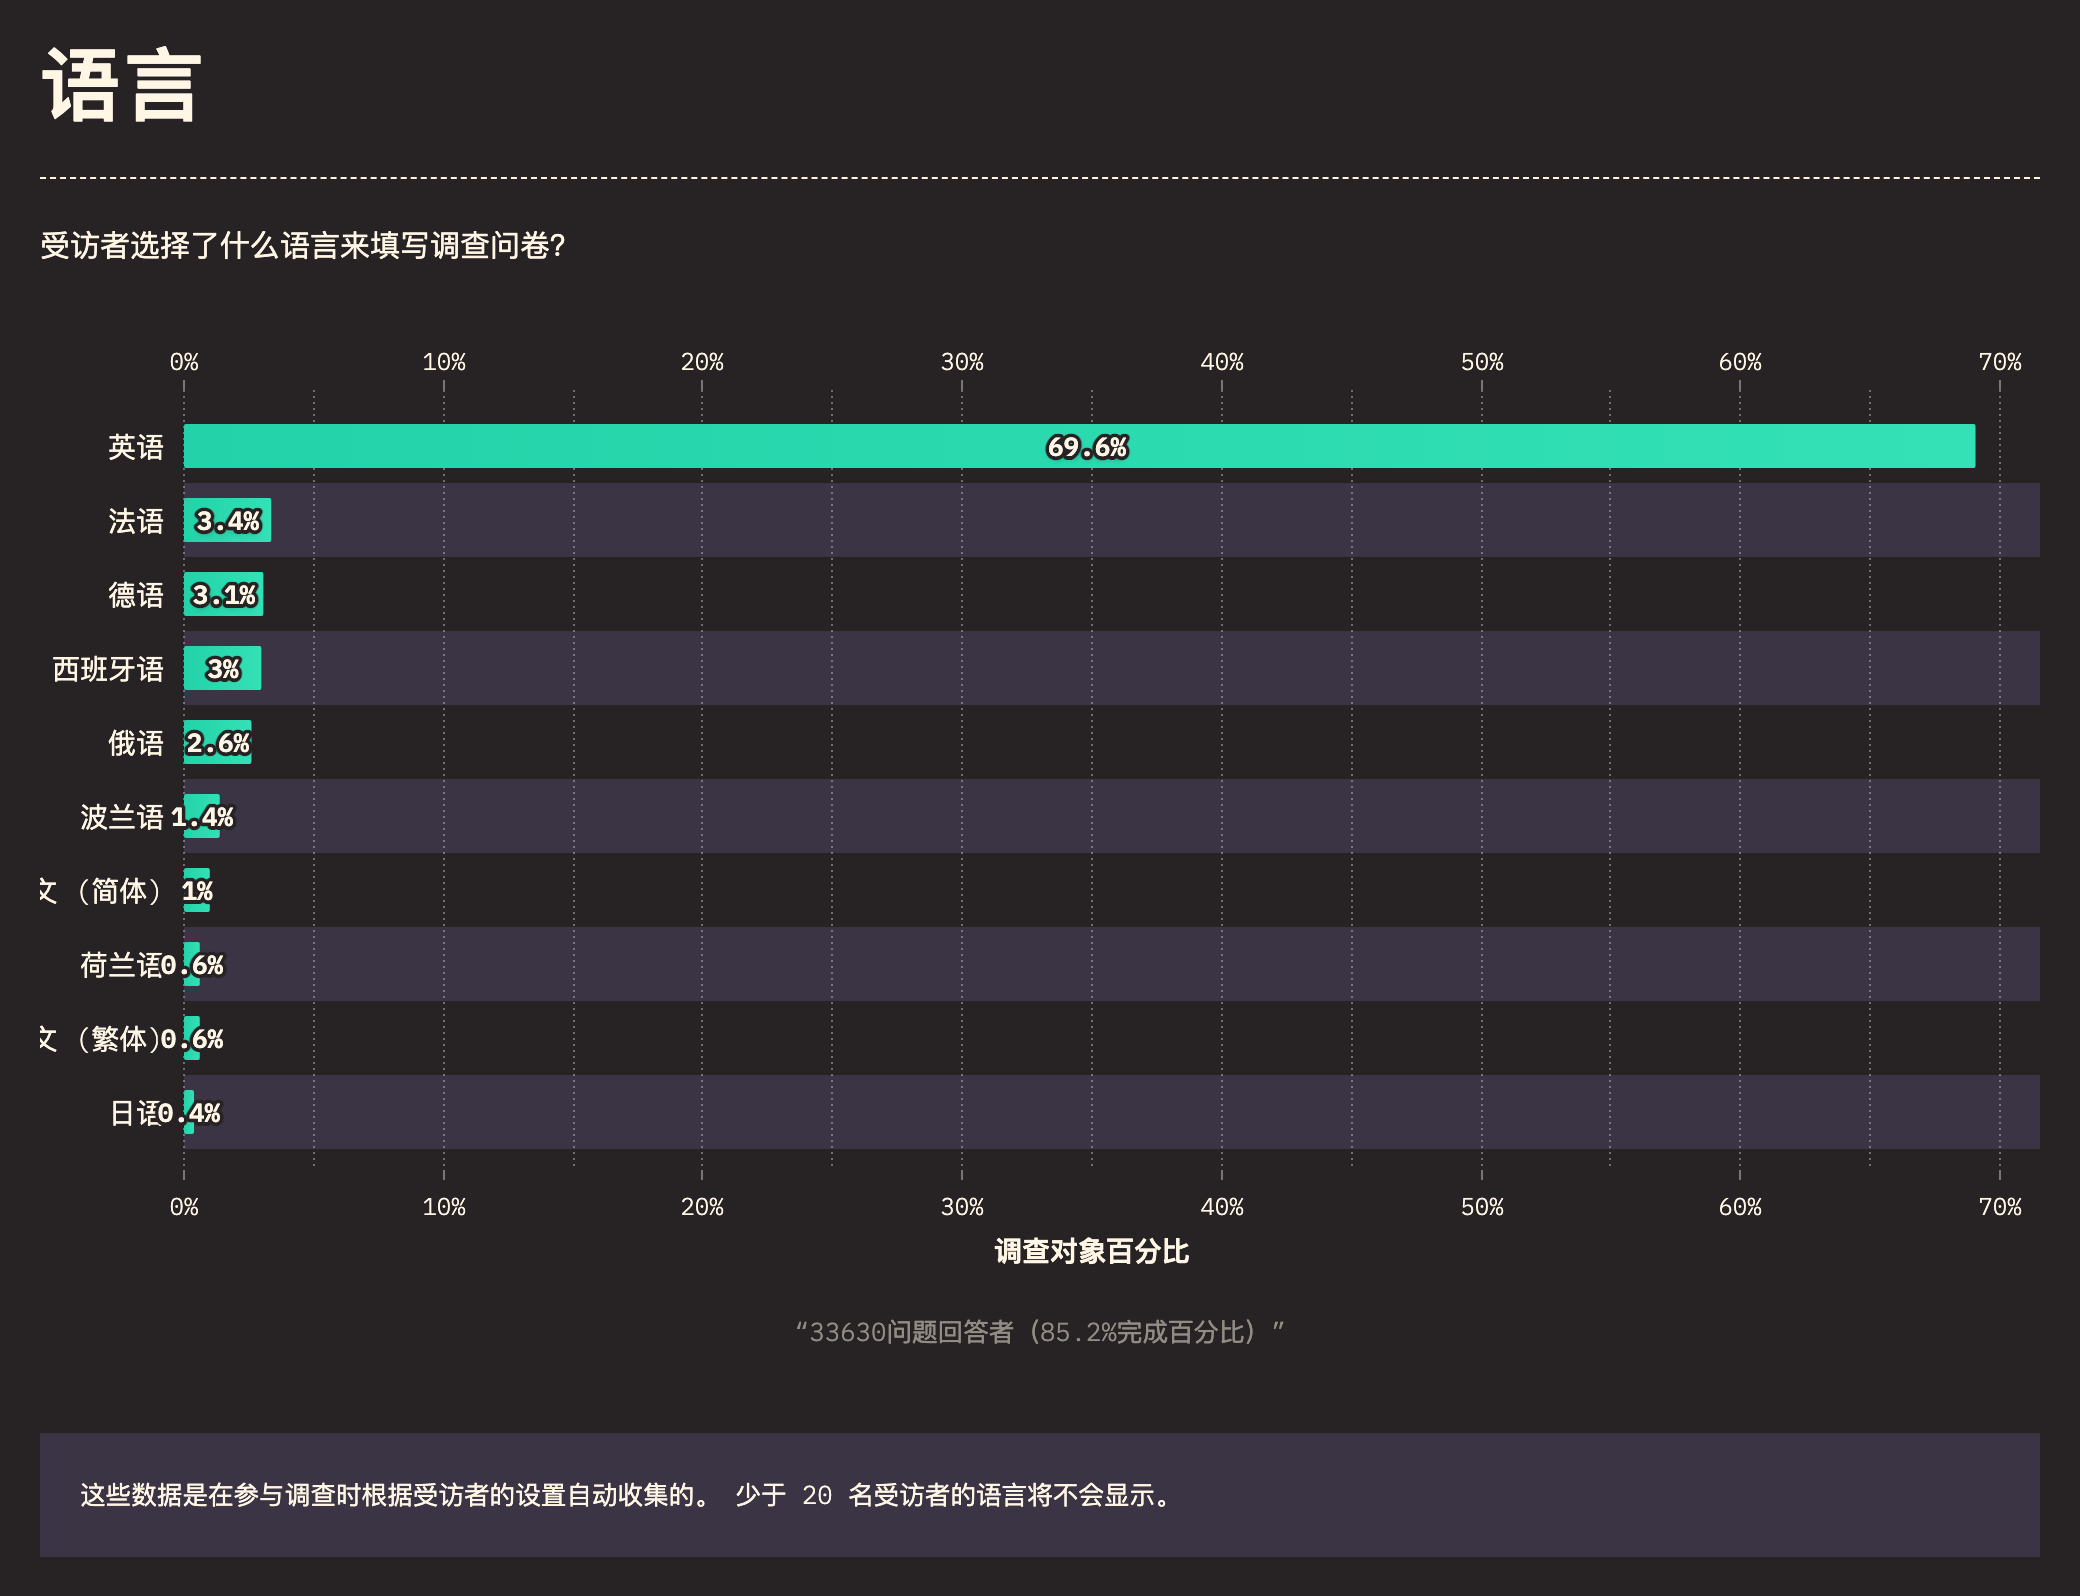 语言
受访者选择了什么语言来填写调查问卷?
0% 10% 20% 30% 40% 50% 60% 70%
英语 69.6%
法语 3.4%
德语 3.1%
西班牙语 3%
俄语 2.6%
波兰语 1.4%
文（简体） 1%
荷兰语 0.6%
文（繁体） 0.6%
日语 0.4%
0% 10% 20% 30% 40% 50% 60% 70%
调查对象百分比
“33630问题回答者（85.2%完成百分比）”
这些数据是在参与调查时根据受访者的设置自动收集的。 少于 20 名受访者的语言将不会显示。